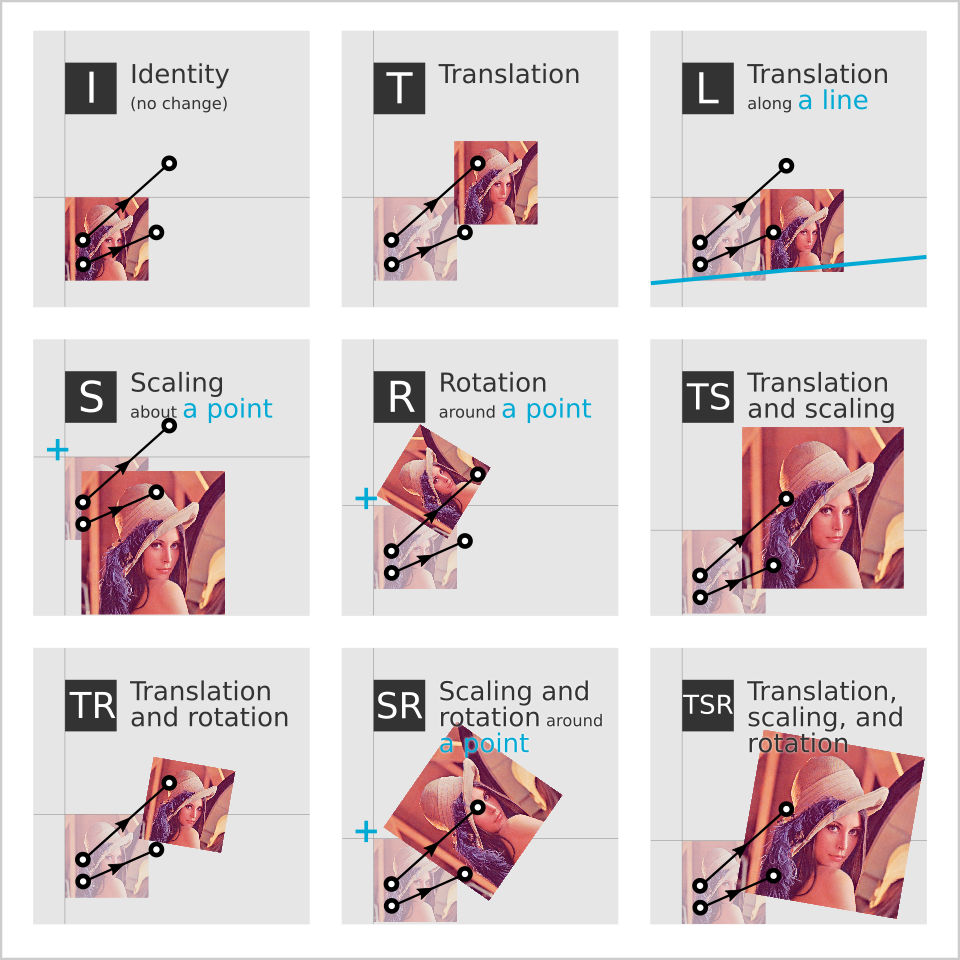 I
Identity
(no change)
T
Translation
L
Translation
along a line
S
Scaling
about a point
R
Rotation
around a point
TS
Translation
and scaling
TR
Translation
and rotation
SR
Scaling and
rotation around
a point
TSR
Translation,
scaling, and
rotation